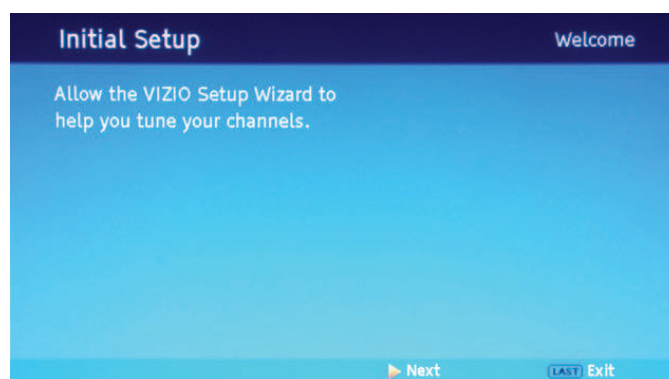 Initial Setup
Welcome
Allow the VIZIO Setup Wizard to
help you tune your channels.
Next
LAST Exit